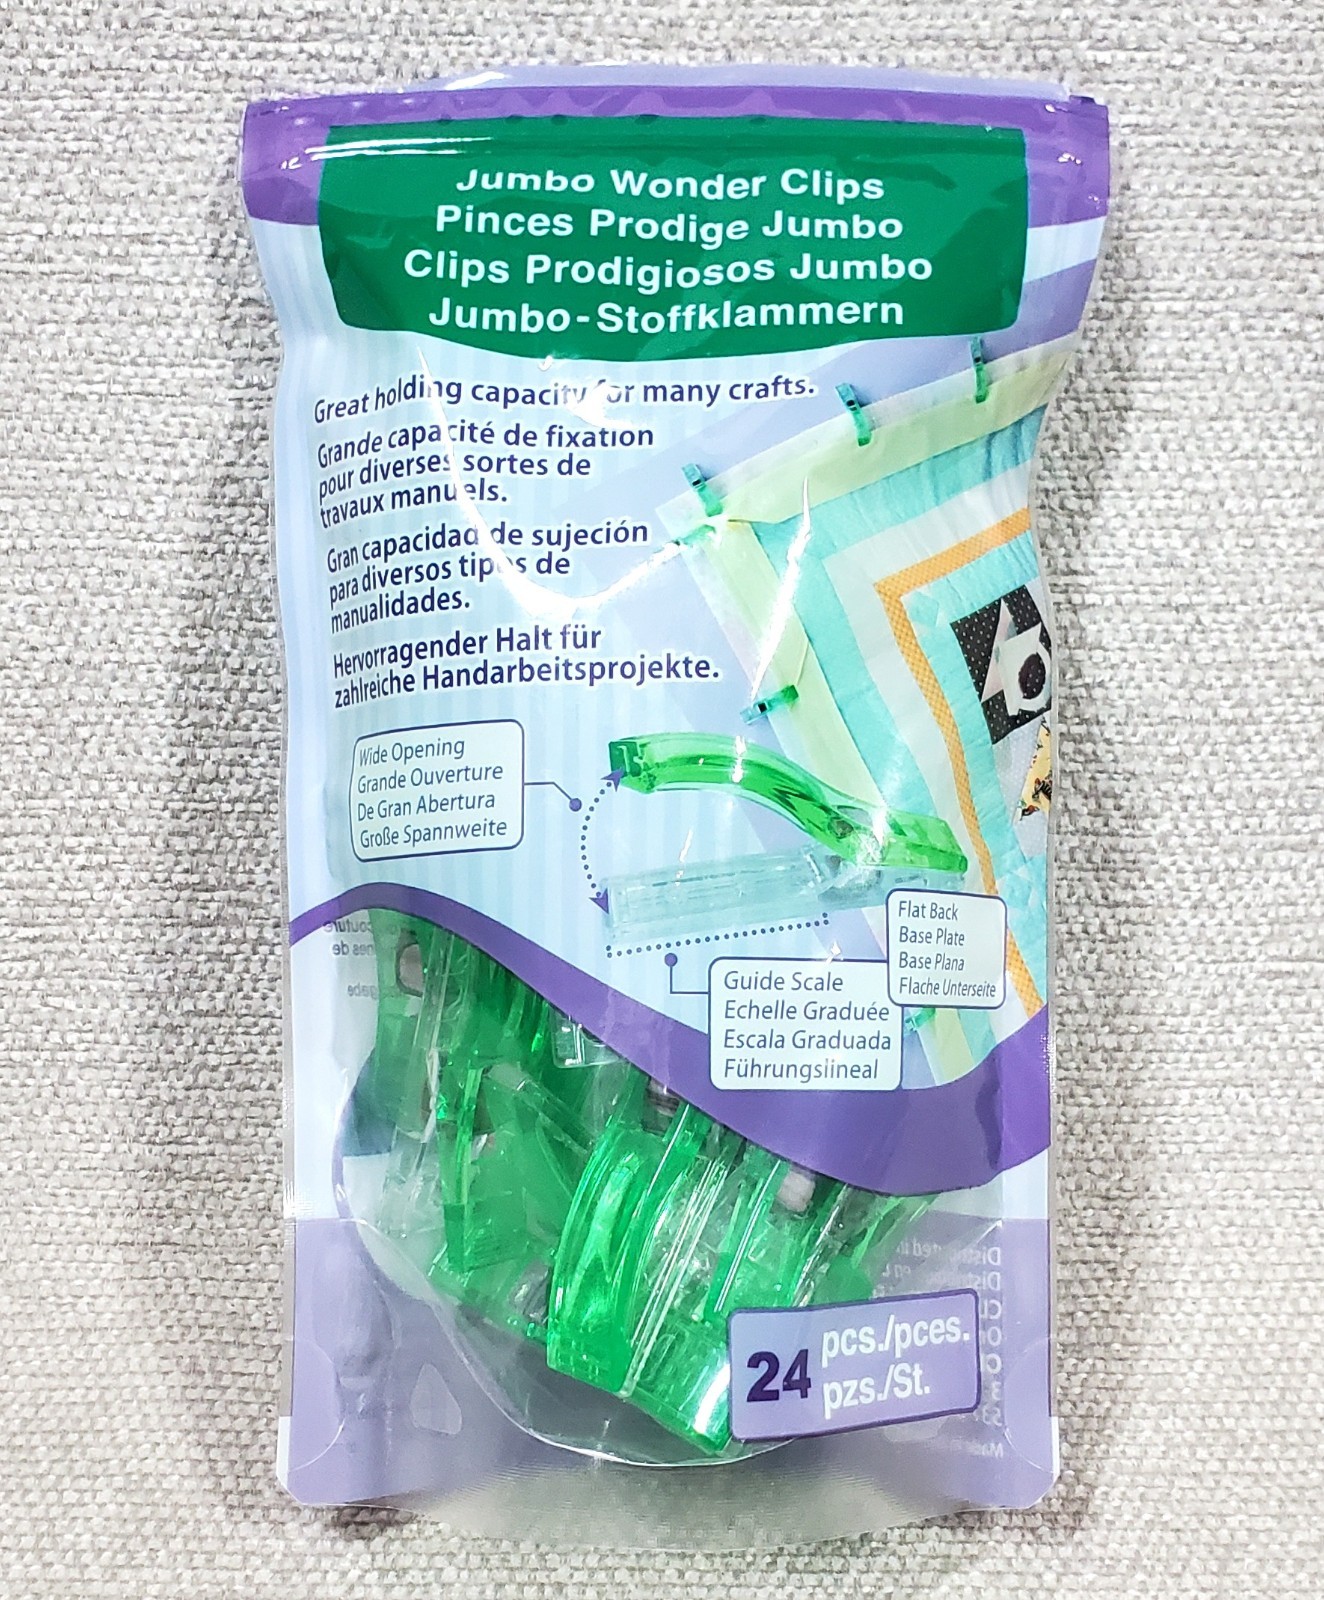 Jumbo Wonder Clips
Pinces Prodige Jumbo
Clips Prodigiosos Jumbo
Jumbo-Stoffklammern
Great holding capacity for many crafts.
Grande capacité de fixation
pour diverses sortes de
travaux manuels.
Gran capacidad de sujeción
para diversos tipos de
manualidades.
Hervorragender Halt für
zahlreiche Handarbeitsprojekte.
Wide Opening
Grande Ouverture
De Gran Abertura
Große Spannweite
Flat Back
Base Plate
Base Plana
Flache Unterseite
Guide Scale
Echelle Graduée
Escala Graduada
Führungslineal
24 pcs./pces.
pzs./St.